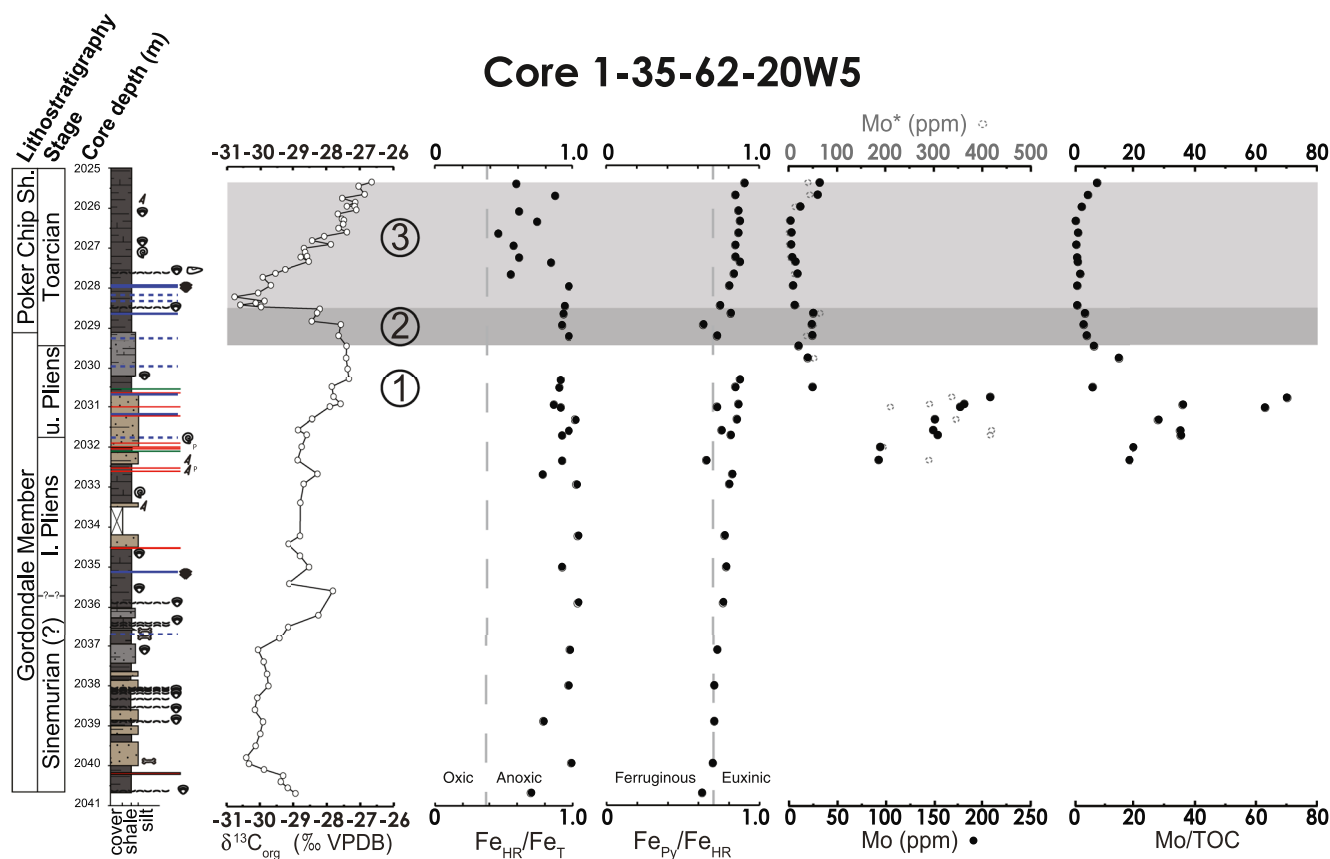 Core 1-35-62-20W5
Lithostratigraphy
Stage
Core depth (m)
Mo* (ppm)
-31 -30 -29 -28 -27 -26
0 1.0
0 1.0
0 100 200 300 400 500
0 20 40 60 80
Poker Chip Sh.
Gordondale Member
Toarcian
u. Pliens
l. Pliens
-?-?-
Sinemurian (?)
2025
2026
2027
2028
2029
2030
2031
2032
2033
2034
2035
2036
2037
2038
2039
2040
2041
P
P
3
2
1
Oxic Anoxic
Ferruginous Euxinic
cover
shale
silt
-31 -30 -29 -28 -27 -26
δ13Corg (‰ VPDB)
0 1.0
FeHR/FeT
0 1.0
FePy/FeHR
0 50 100 150 200 250
Mo (ppm)
0 20 40 60 80
Mo/TOC